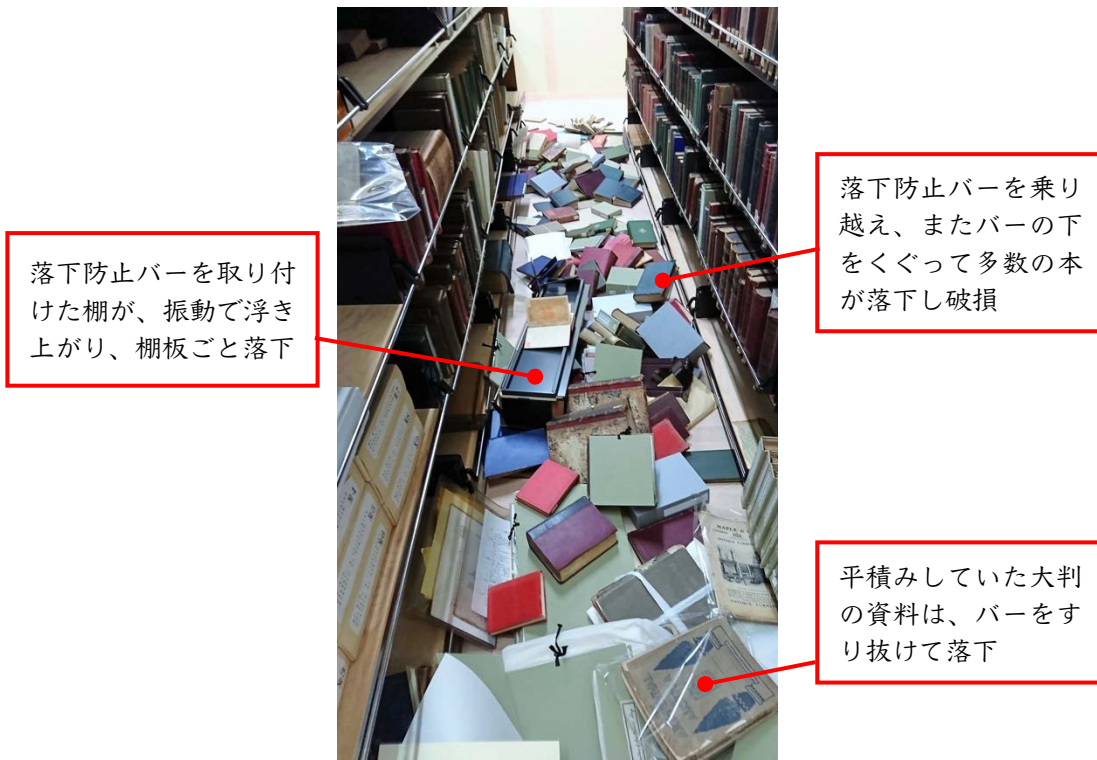 落下防止バーを取り付
けた棚が、振動で浮き
上がり、棚板ごと落下
落下防止バーを乗り
越え、またバーの下
をくぐって多数の本
が落下し破損
平積みしていた大判
の資料は、バーをす
り抜けて落下